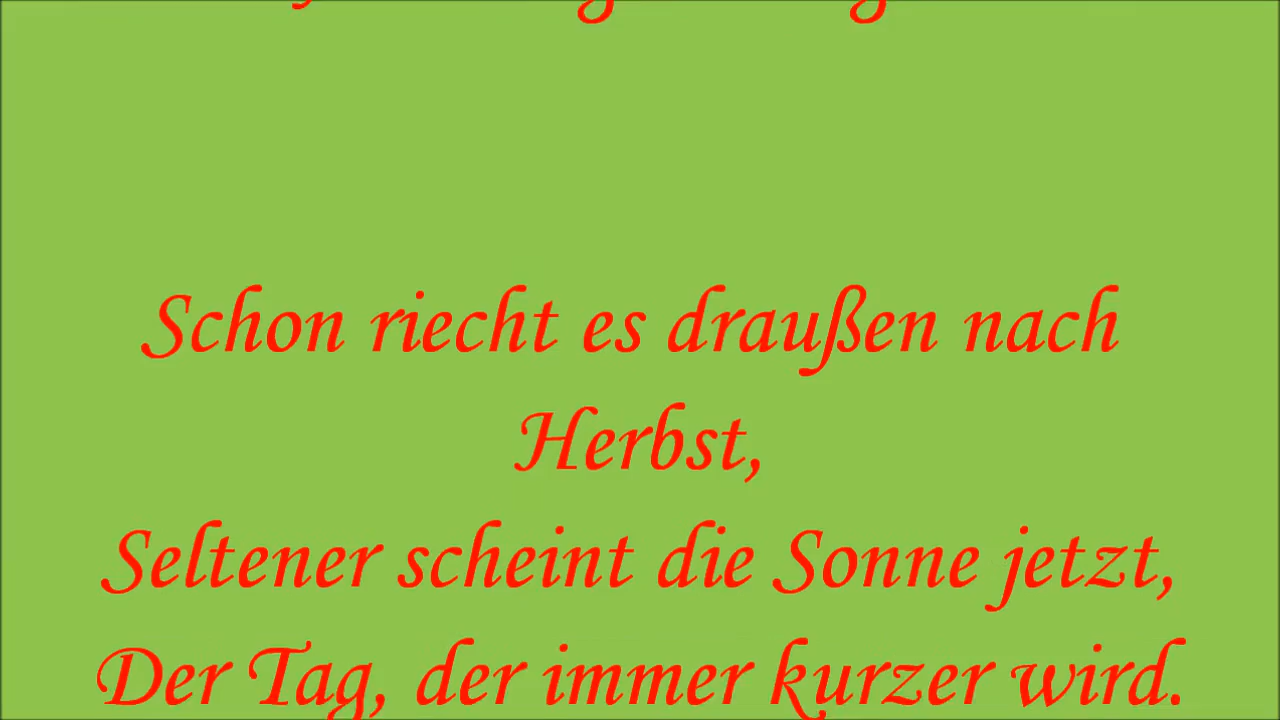 Schon riecht es draußen nach
Herbst,
Seltener scheint die Sonne jetzt,
Der Tag, der immer kurzer wird.